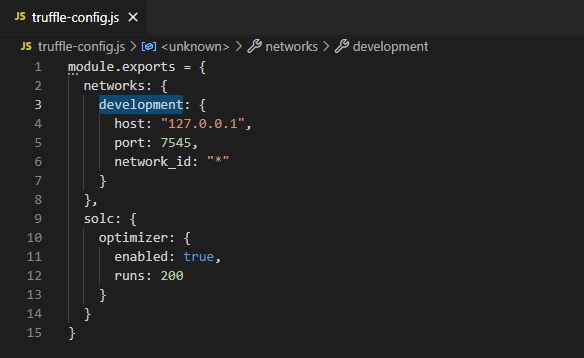 JS truffle-config.js ×
JS truffle-config.js > <unknown> > networks > development
1 module.exports = {
2   networks: {
3     development: {
4       host: "127.0.0.1",
5       port: 7545,
6       network_id: "*"
7     }
8   },
9   solc: {
10     optimizer: {
11       enabled: true,
12       runs: 200
13     }
14   }
15 }